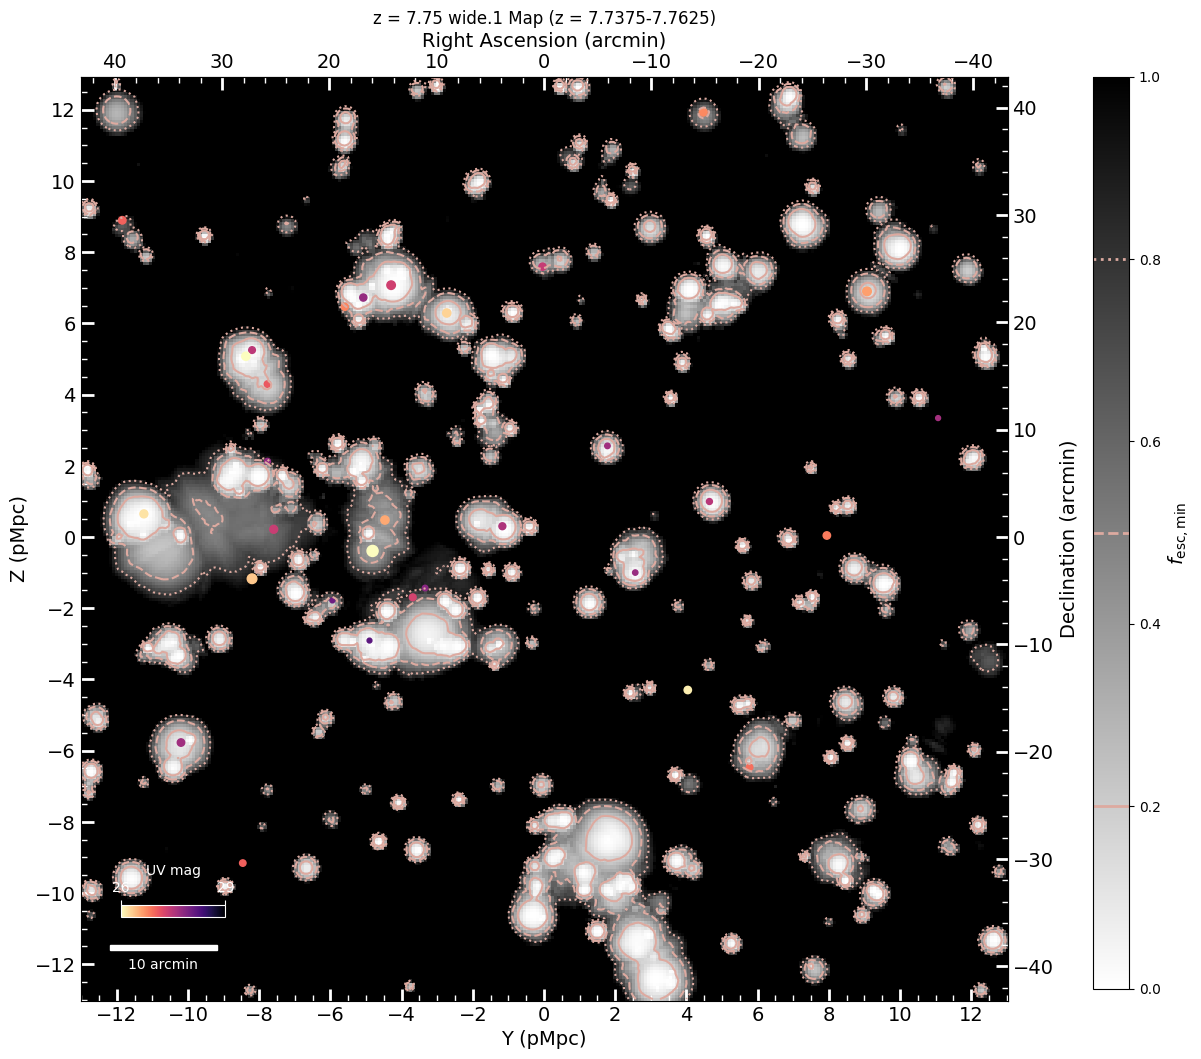 z = 7.75 wide.1 Map (z = 7.7375-7.7625)
Right Ascension (arcmin)
40 30 20 10 0 −10 −20 −30 −40
12 10 8 6 4 2 0 −2 −4 −6 −8 −10 −12
Z (pMpc)
40 30 20 10 0 −10 −20 −30 −40
Declination (arcmin)
1.0
0.8
0.6
0.4
0.2
0.0
fesc,min
UV mag
10 arcmin
−12 −10 −8 −6 −4 −2 0 2 4 6 8 10 12
Y (pMpc)